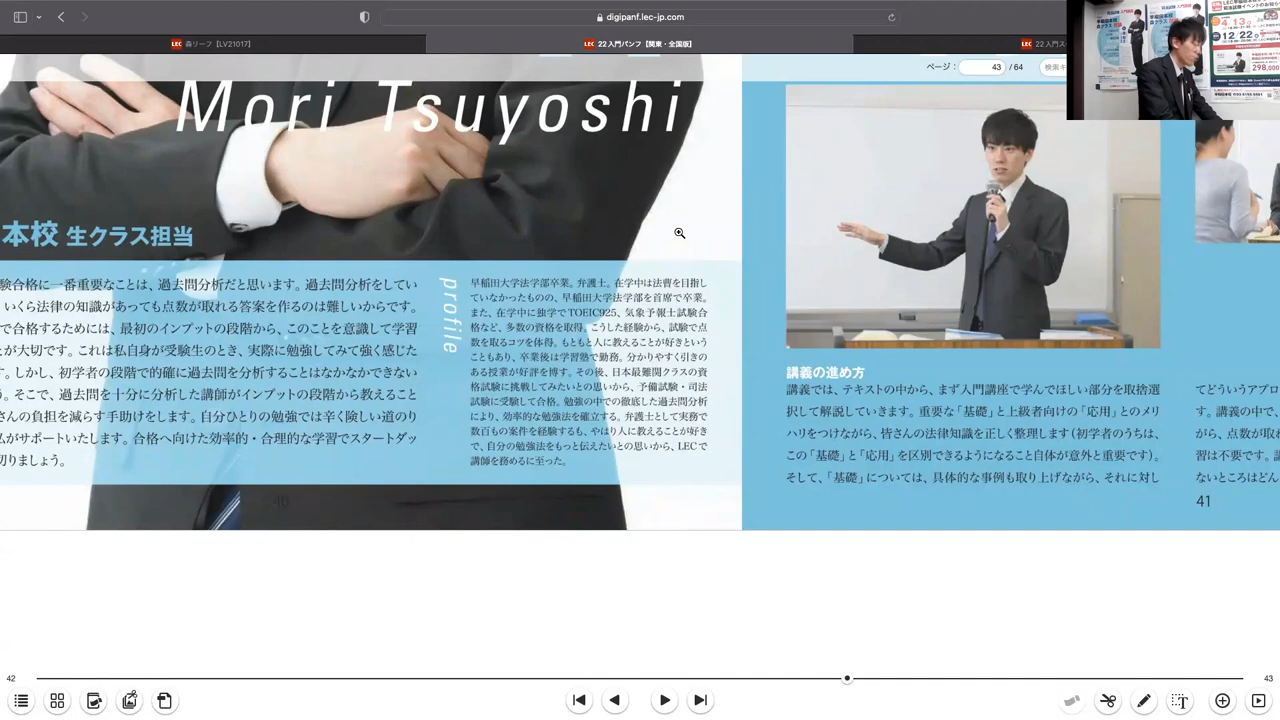 digipanf.lec-jp.com
LEC 森リーフ【LV21017】
LEC 22入門パンフ【関東・全国版】
LEC 22入門ス
ページ： 43 / 64
検索キ
Mori Tsuyoshi
本校 生クラス担当
験合格に一番重要なことは、過去問分析だと思います。過去問分析をしてい
いくら法律の知識があっても点数が取れる答案を作るのは難しいからです。
で合格するためには、最初のインプットの段階から、このことを意識して学習
が大切です。これは私自身が受験生のとき、実際に勉強してみて強く感じた
。しかし、初学者の段階で的確に過去問を分析することはなかなかできない
。そこで、過去問を十分に分析した講師がインプットの段階から教えること
さんの負担を減らす手助けをします。自分ひとりの勉強では辛く険しい道のり
がサポートいたします。合格へ向けた効率的・合理的な学習でスタートダッ
切りましょう。
40
profile
早稲田大学法学部卒業。弁護士。在学中は法曹を目指し
ていなかったものの、早稲田大学法学部を首席で卒業。
また、在学中に独学でTOEIC925、気象予報士試験合
格など、多数の資格を取得。こうした経験から、試験で点
数を取るコツを体得。もともと人に教えることが好きという
こともあり、卒業後は学習塾で勤務。分かりやすく引きの
ある授業が好評を博す。その後、日本最難関クラスの資
格試験に挑戦してみたいとの思いから、予備試験・司法
試験に受験して合格。勉強の中での徹底した過去問分析
により、効率的な勉強法を確立する。弁護士として実務で
数百もの案件を経験するも、やはり人に教えることが好き
で、自分の勉強法をもっと伝えたいとの思いから、LECで
講師を務めるに至った。
講義の進め方
講義では、テキストの中から、まず入門講座で学んでほしい部分を取捨選
択して解説していきます。重要な「基礎」と上級者向けの「応用」とのメリ
ハリをつけながら、皆さんの法律知識を正しく整理します（初学者のうちは、
この「基礎」と「応用」を区別できるようになること自体が意外と重要です）。
そして、「基礎」については、具体的な事例も取り上げながら、それに対し
てどういうアプロ
す。講義の中で、
がら、点数が取れ
習は不要です。講
ないところはどん
41
4 13
12 22
298,000
42
43